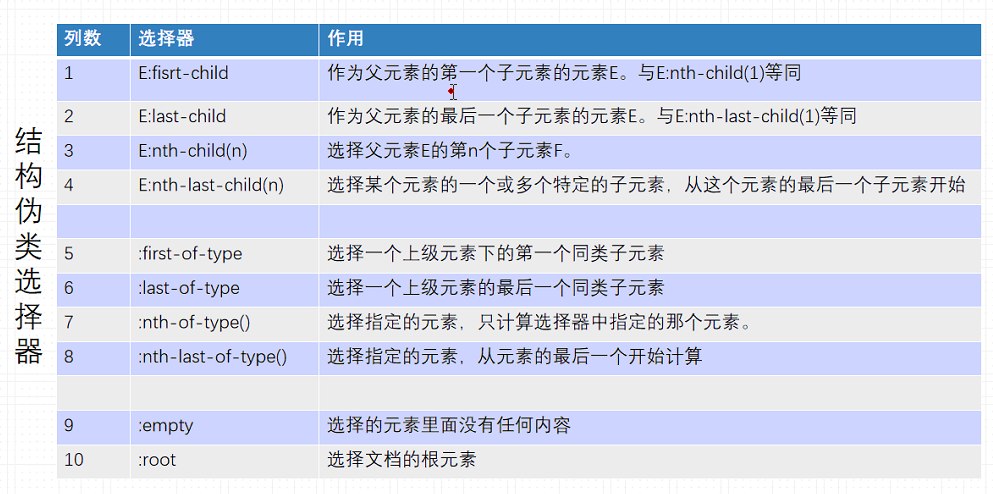 结构伪类选择器
列数 选择器 作用
1 E:fisrt-child 作为父元素的第一个子元素的元素E。与E:nth-child(1)等同
2 E:last-child 作为父元素的最后一个子元素的元素E。与E:nth-last-child(1)等同
3 E:nth-child(n) 选择父元素E的第n个子元素F。
4 E:nth-last-child(n) 选择某个元素的一个或多个特定的子元素，从这个元素的最后一个子元素开始
5 :first-of-type 选择一个上级元素下的第一个同类子元素
6 :last-of-type 选择一个上级元素的最后一个同类子元素
7 :nth-of-type() 选择指定的元素，只计算选择器中指定的那个元素。
8 :nth-last-of-type() 选择指定的元素，从元素的最后一个开始计算
9 :empty 选择的元素里面没有任何内容
10 :root 选择文档的根元素